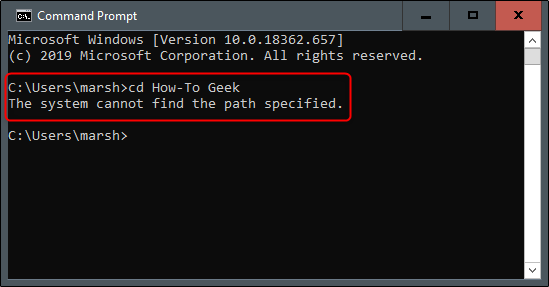 Command Prompt
Microsoft Windows [Version 10.0.18362.657]
(c) 2019 Microsoft Corporation. All rights reserved.
C:\Users\marsh>cd How-To Geek
The system cannot find the path specified.
C:\Users\marsh>